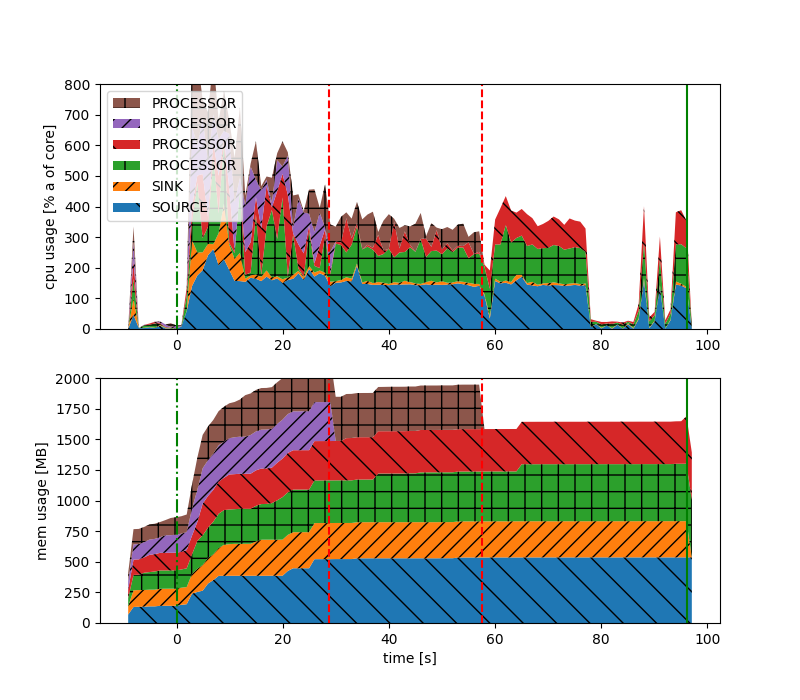 800
700
600
500
400
300
200
100
0
cpu usage [% a of core]
PROCESSOR
PROCESSOR
PROCESSOR
PROCESSOR
SINK
SOURCE
0 20 40 60 80 100
2000
1750
1500
1250
1000
750
500
250
0
mem usage [MB]
0 20 40 60 80 100
time [s]